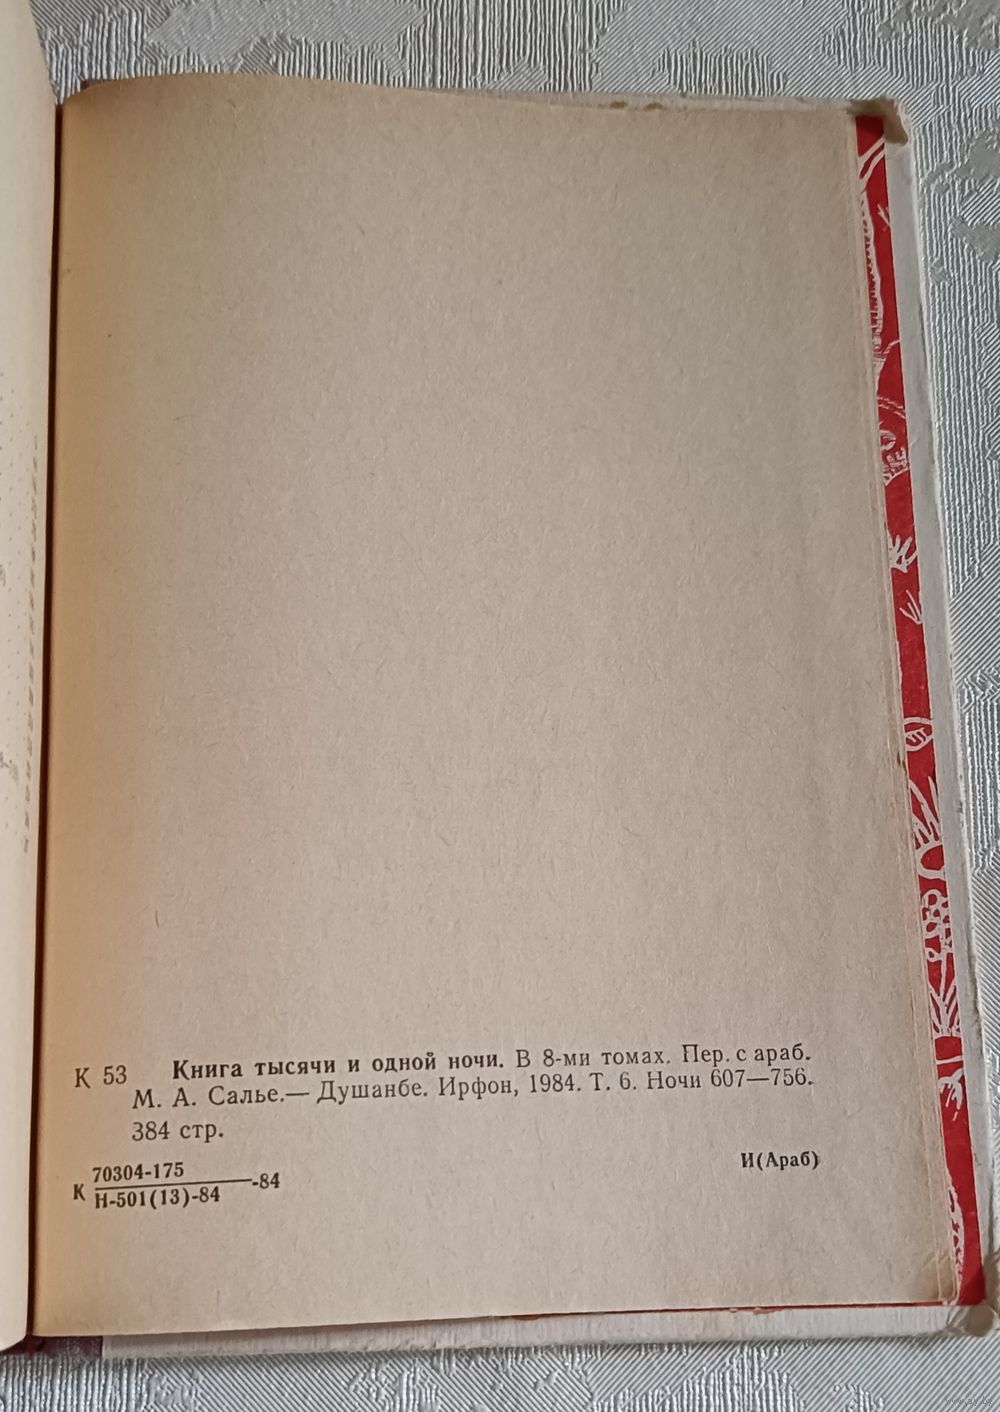 К 53 Книга тысячи и одной ночи. В 8-ми томах. Пер. с араб.
М. А. Салье.— Душанбе. Ирфон, 1984. Т. 6. Ночи 607—756.
384 стр.
К 70304-175
Н-501(13)-84
-84
И(Араб)